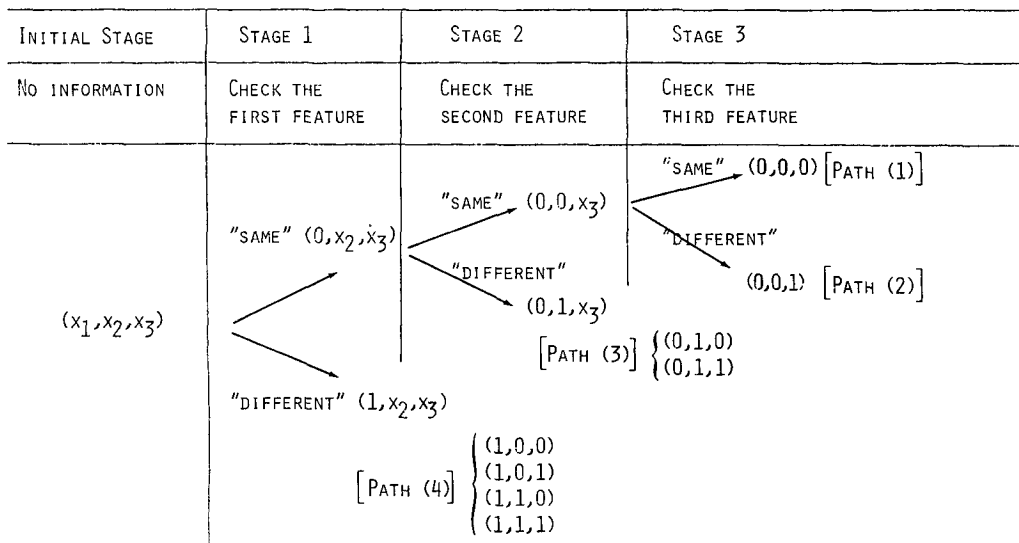 INITIAL STAGE STAGE 1 STAGE 2 STAGE 3
NO INFORMATION CHECK THE FIRST FEATURE CHECK THE SECOND FEATURE CHECK THE THIRD FEATURE
"SAME" (0,0,0) [PATH (1)]
"SAME" (0,0,x3)
"SAME" (0,x2,x3)
"DIFFERENT"
"DIFFERENT"
(0,0,1) [PATH (2)]
(0,1,x3)
(x1,x2,x3)
[PATH (3)] {(0,1,0)
(0,1,1)
"DIFFERENT" (1,x2,x3)
(1,0,0)
(1,0,1)
[PATH (4)]
(1,1,0)
(1,1,1)